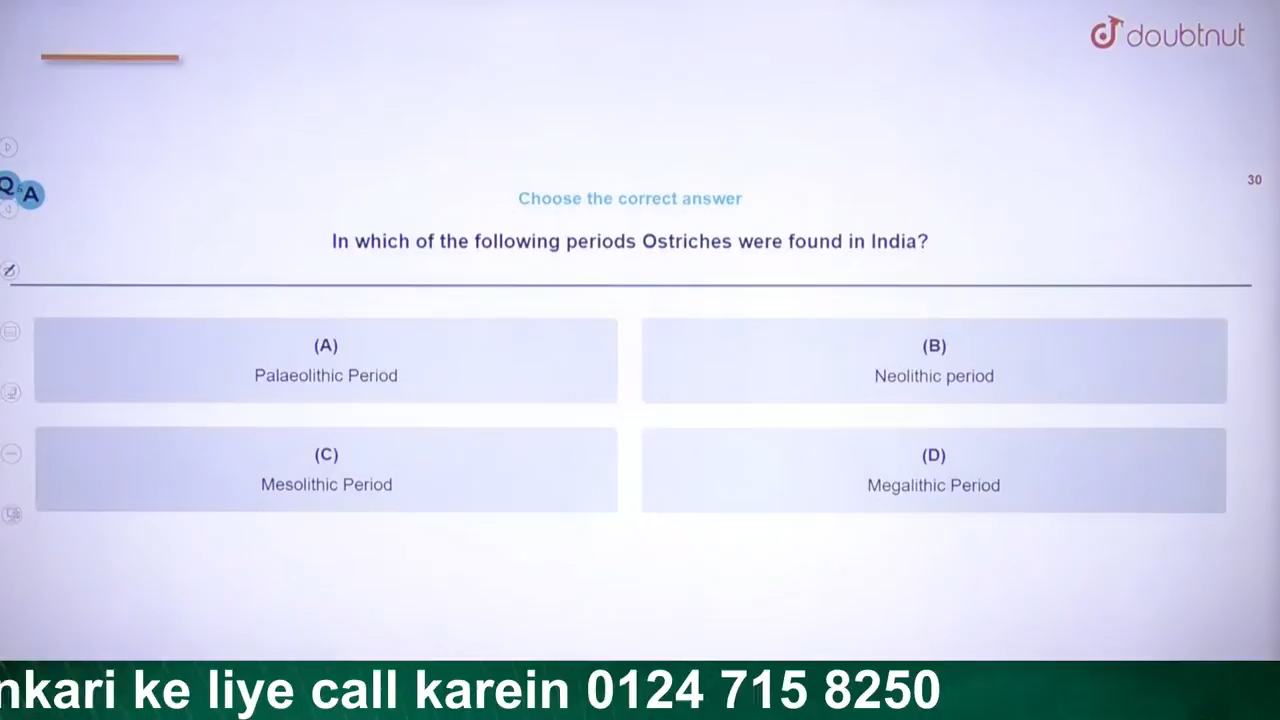 doubtnut
Q&A
30
Choose the correct answer
In which of the following periods Ostriches were found in India?
(A)
Palaeolithic Period
(B)
Neolithic period
(C)
Mesolithic Period
(D)
Megalithic Period
nkari ke liye call karein 0124 715 8250